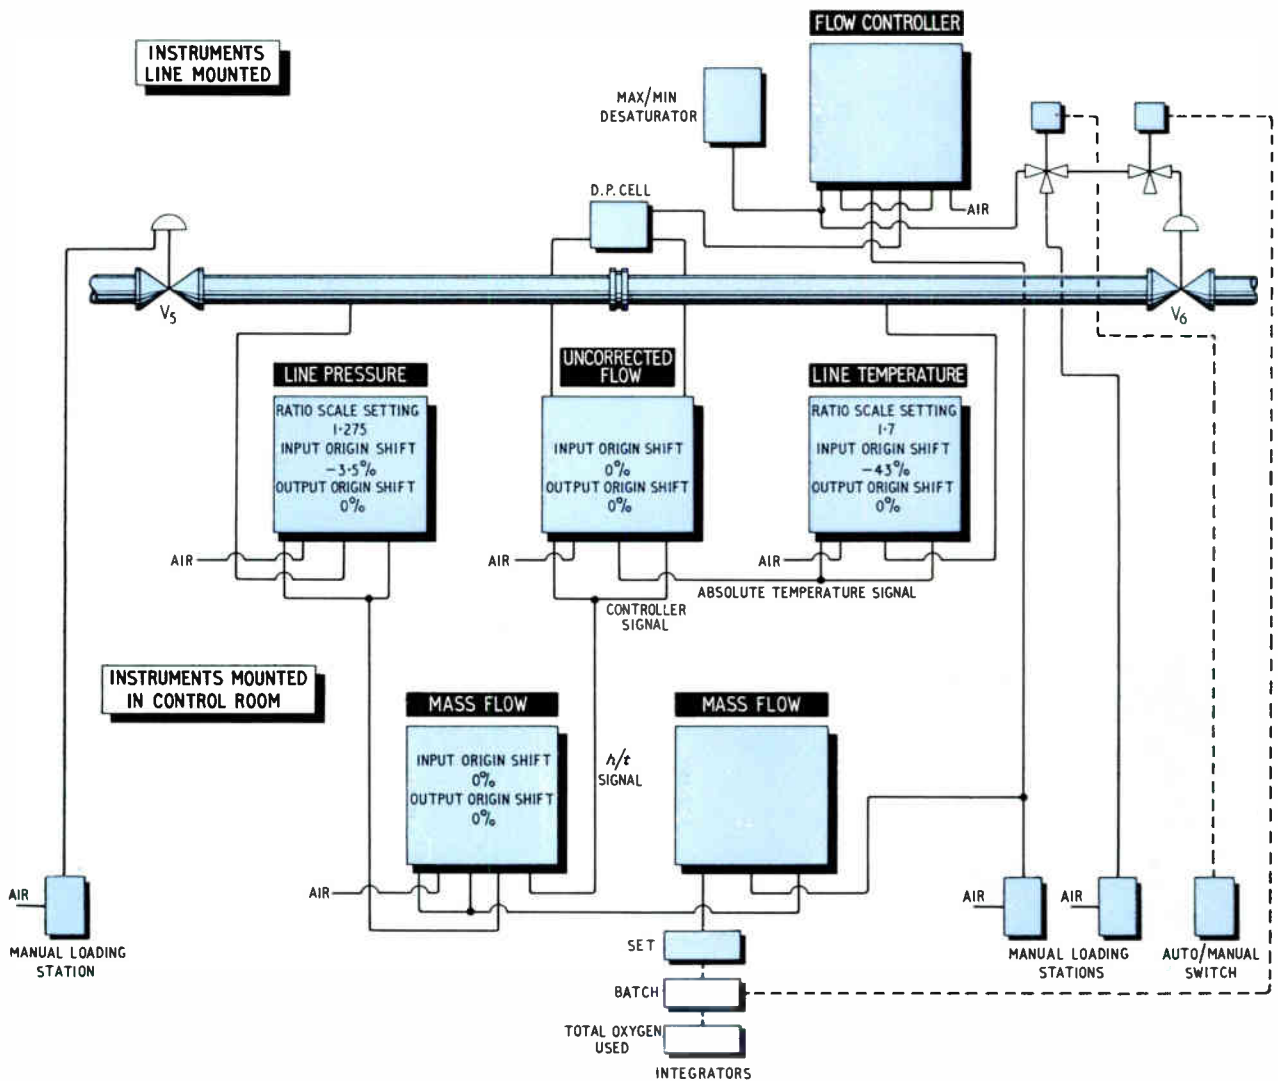 FLOW CONTROLLER
INSTRUMENTS
LINE MOUNTED
MAX/MIN
DESATURATOR
D.P. CELL
AIR
V5
V6
LINE PRESSURE
UNCORRECTED
FLOW
LINE TEMPERATURE
RATIO SCALE SETTING
1·275
INPUT ORIGIN SHIFT
-3·5%
OUTPUT ORIGIN SHIFT
0%
INPUT ORIGIN SHIFT
0%
OUTPUT ORIGIN SHIFT
0%
RATIO SCALE SETTING
1·7
INPUT ORIGIN SHIFT
-43%
OUTPUT ORIGIN SHIFT
0%
AIR
AIR
AIR
ABSOLUTE TEMPERATURE SIGNAL
CONTROLLER
SIGNAL
INSTRUMENTS MOUNTED
IN CONTROL ROOM
MASS FLOW
MASS FLOW
INPUT ORIGIN SHIFT
0%
OUTPUT ORIGIN SHIFT
0%
h/t
SIGNAL
AIR
AIR
AIR
AIR
MANUAL LOADING
STATION
SET
MANUAL LOADING
STATIONS
AUTO/MANUAL
SWITCH
BATCH
TOTAL OXYGEN
USED
INTEGRATORS